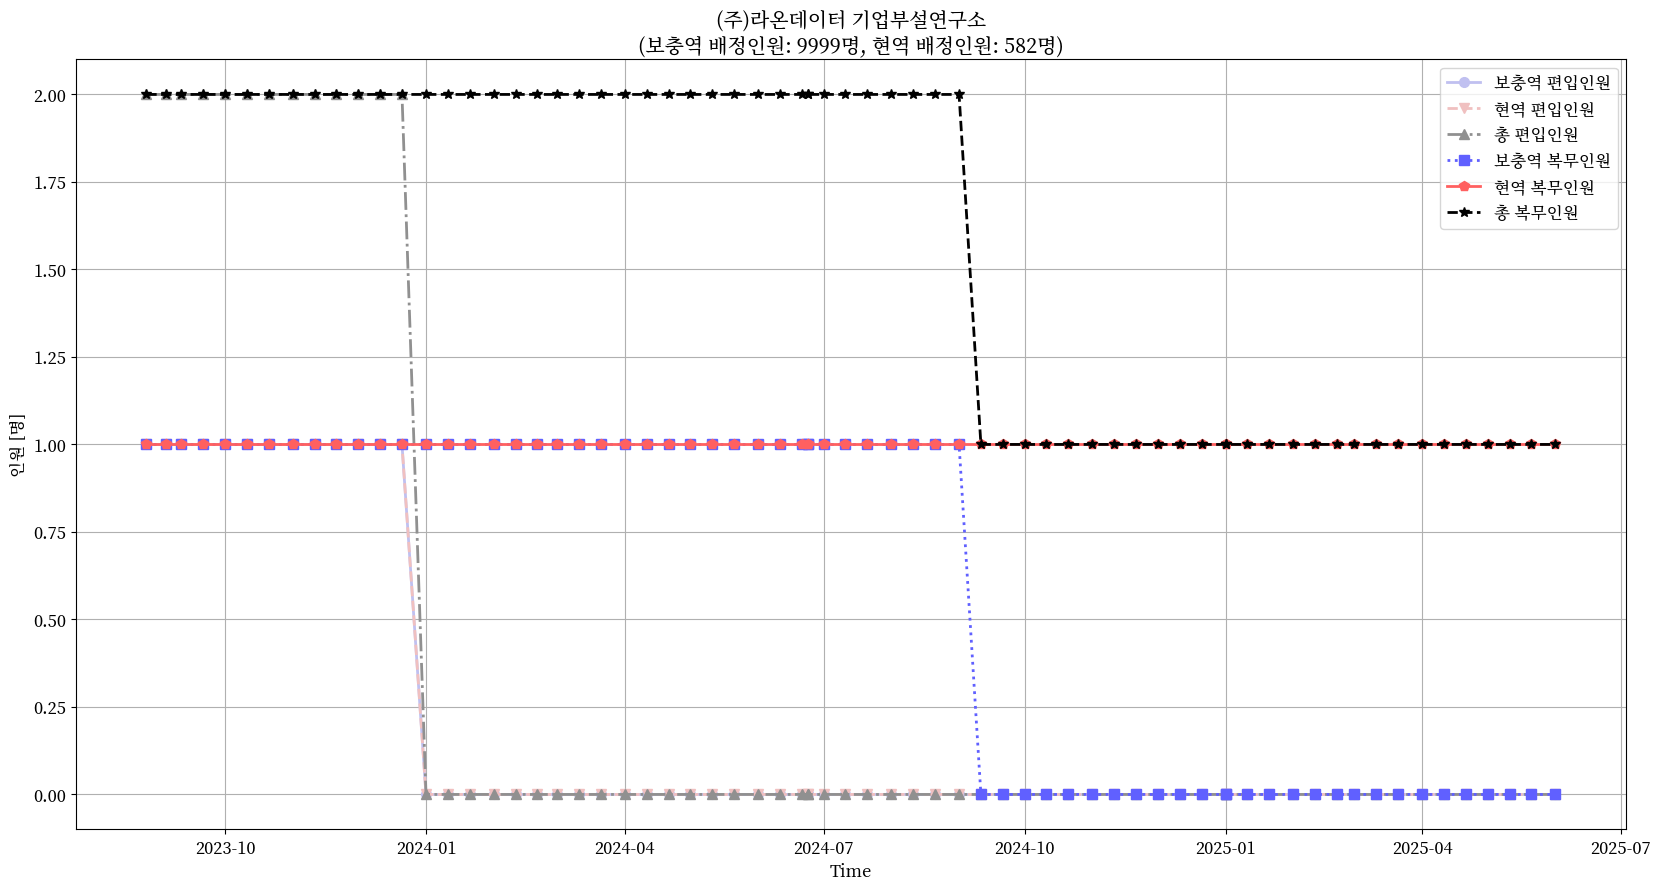 (주)라온데이터 기업부설연구소
(보충역 배정인원: 9999명, 현역 배정인원: 582명)
보충역 편입인원
현역 편입인원
총 편입인원
보충역 복무인원
현역 복무인원
총 복무인원
인원 [명]
2.00
1.75
1.50
1.25
1.00
0.75
0.50
0.25
0.00
2023-10 2024-01 2024-04 2024-07 2024-10 2025-01 2025-04 2025-07
Time